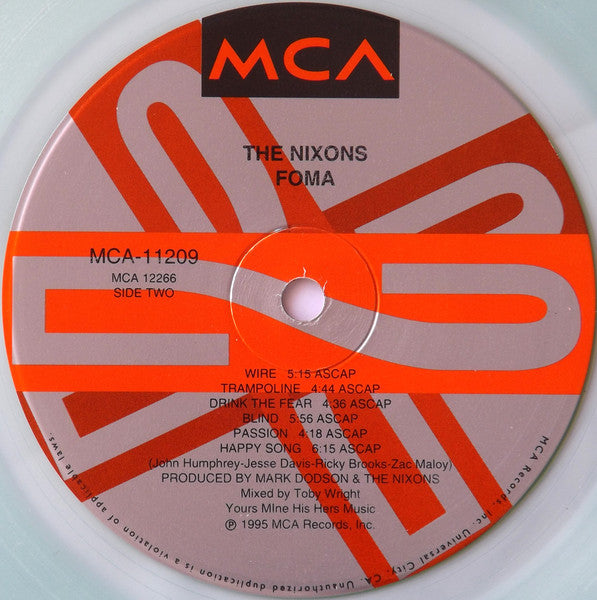 MCA
THE NIXONS
FOMA
MCA-11209
MCA 12266
SIDE TWO
WIRE 5:15 ASCAP
TRAMPOLINE 4:44 ASCAP
DRINK THE FEAR 4:36 ASCAP
BLIND 5:56 ASCAP
PASSION 4:18 ASCAP
HAPPY SONG 6:15 ASCAP
(John Humphrey-Jesse Davis-Ricky Brooks-Zac Maloy)
PRODUCED BY MARK DODSON & THE NIXONS
Mixed by Toby Wright
Yours MIne His Hers Music
℗ 1995 MCA Records, Inc.
MCA Records, Inc. Universal City, CA. Unauthorized duplication is a violation of applicable laws.